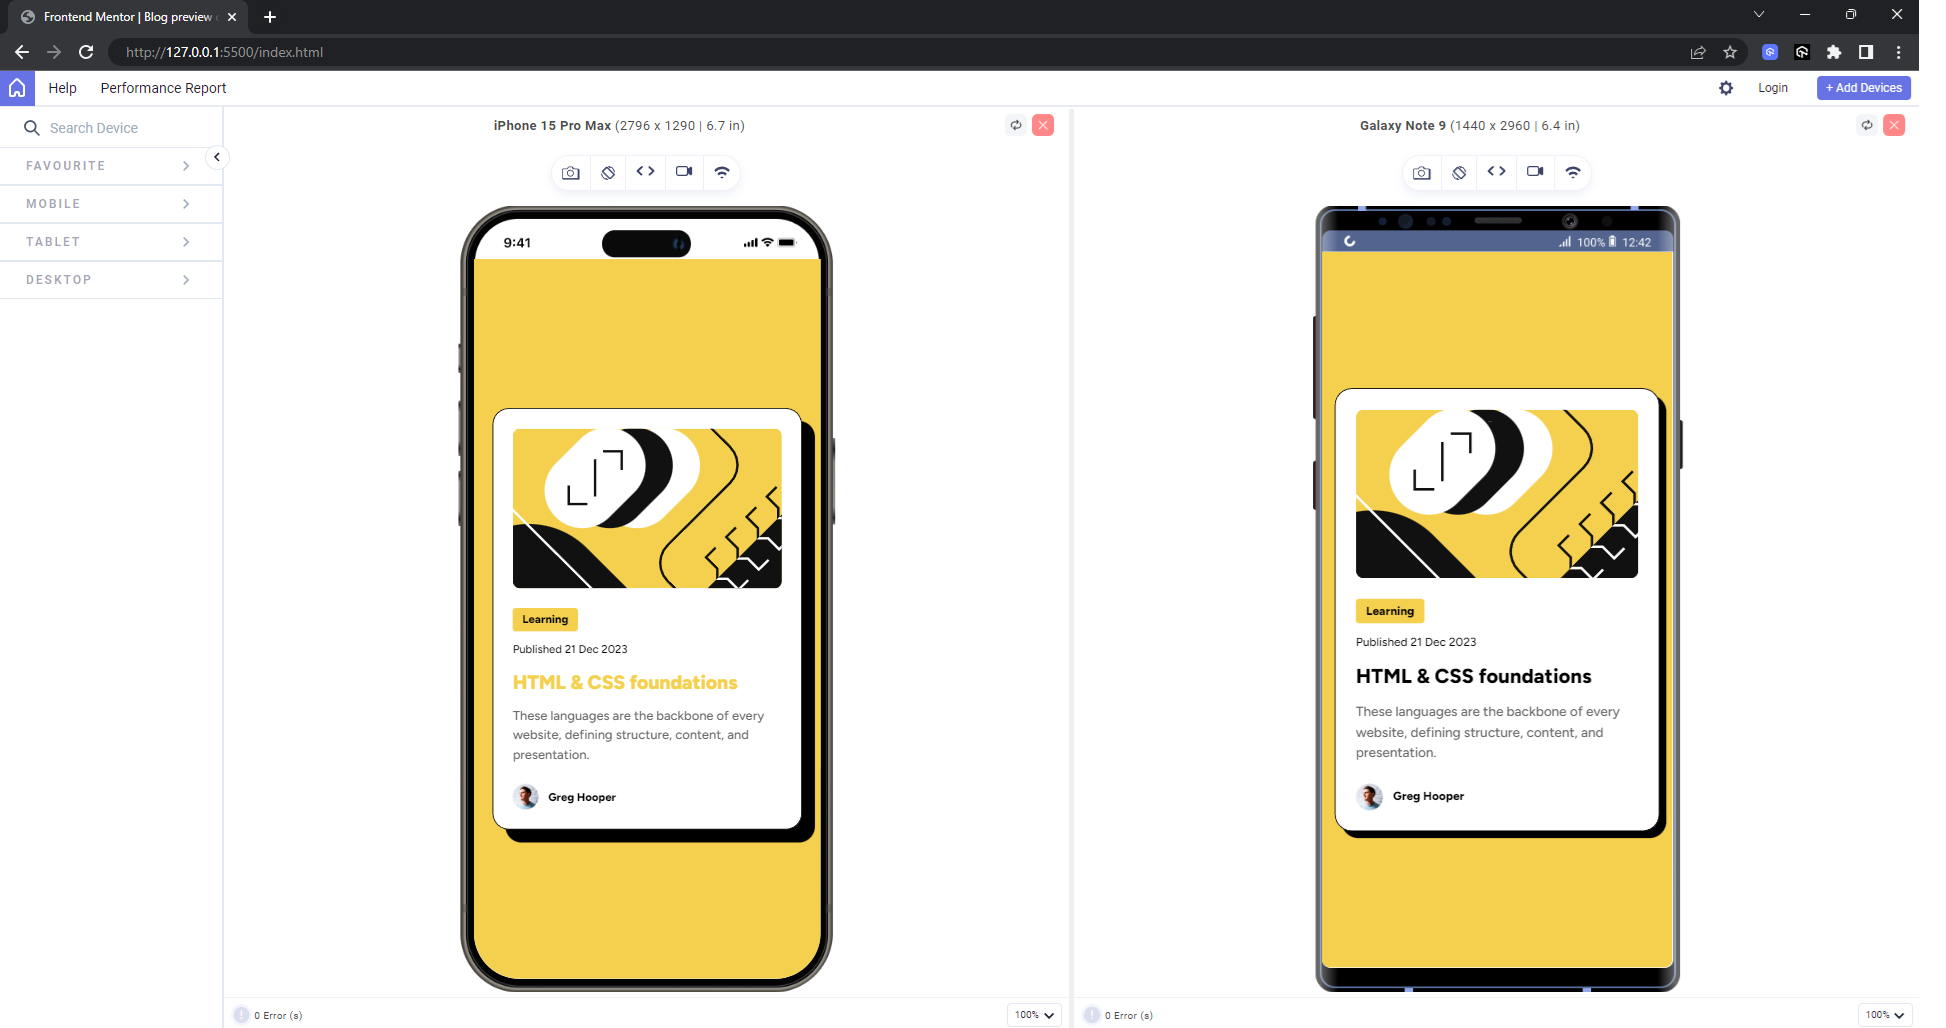 Frontend Mentor | Blog preview
http://127.0.0.1:5500/index.html
Help
Performance Report
Login
+ Add Devices
Search Device
FAVOURITE
MOBILE
TABLET
DESKTOP
iPhone 15 Pro Max (2796 x 1290 | 6.7 in)
9:41
Learning
Published 21 Dec 2023
HTML & CSS foundations
These languages are the backbone of every
website, defining structure, content, and
presentation.
Greg Hooper
0 Error (s)
100%
Galaxy Note 9 (1440 x 2960 | 6.4 in)
100% 12:42
Learning
Published 21 Dec 2023
HTML & CSS foundations
These languages are the backbone of every
website, defining structure, content, and
presentation.
Greg Hooper
0 Error (s)
100%